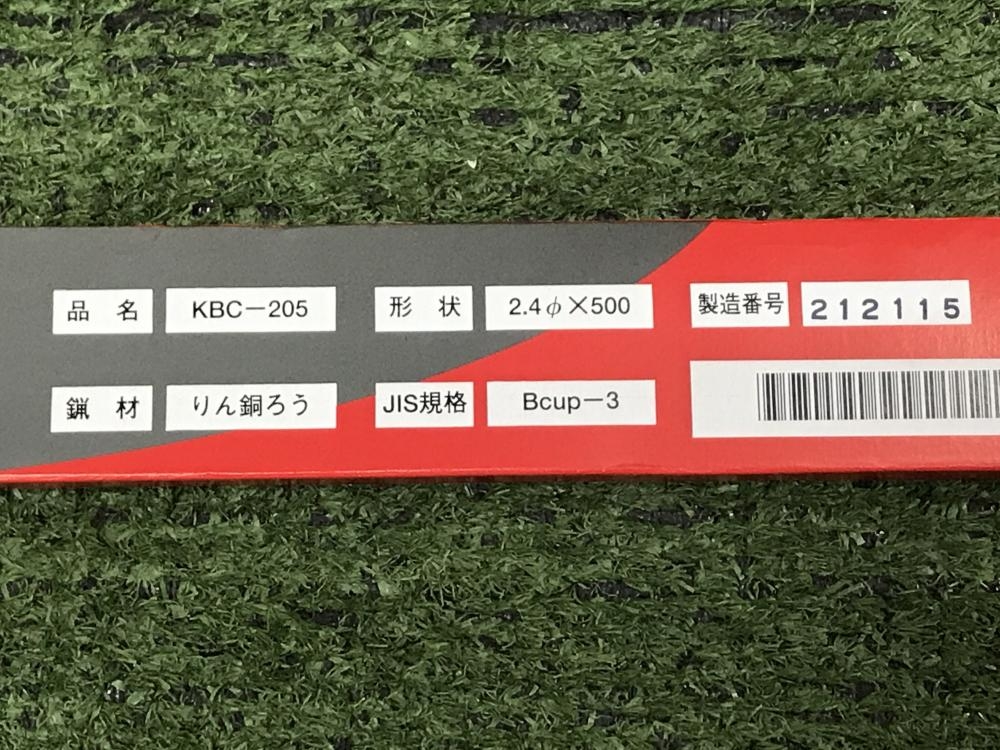 品 名 KBC-205 形 状 2.4φ×500 製造番号 212115
鑞 材 りん銅ろう JIS規格 Bcup-3